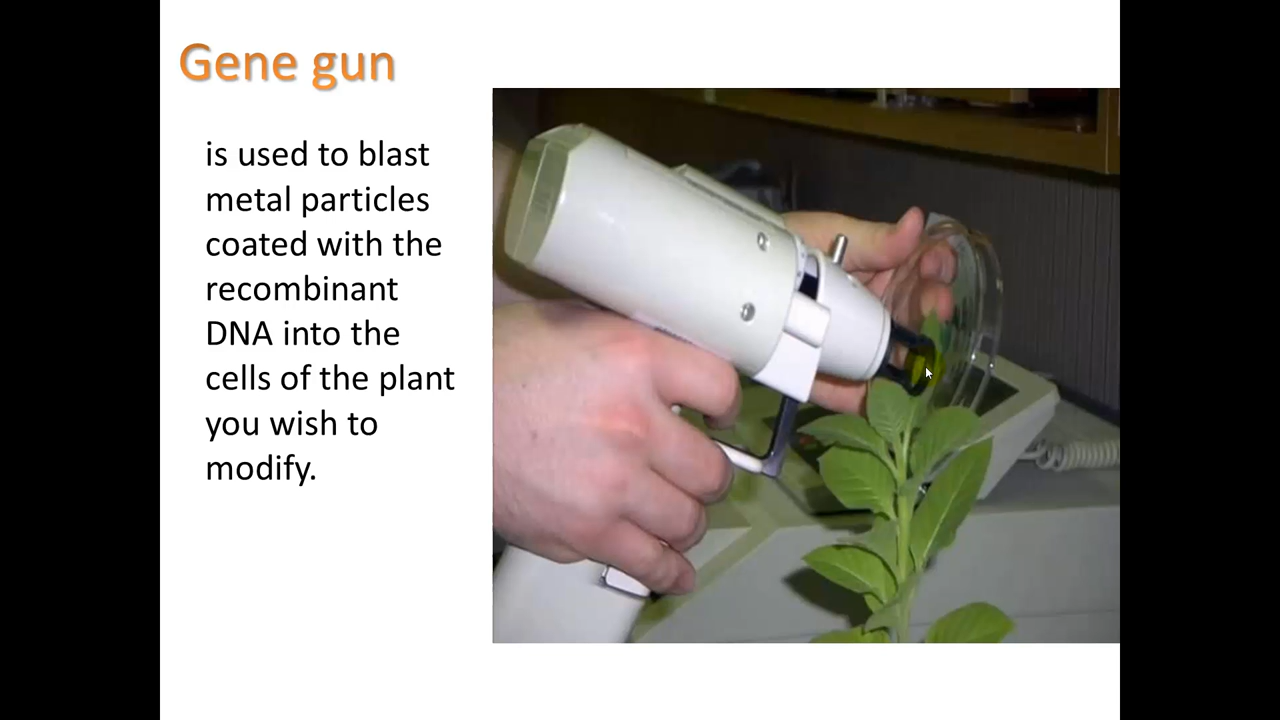 Gene gun
is used to blast
metal particles
coated with the
recombinant
DNA into the
cells of the plant
you wish to
modify.